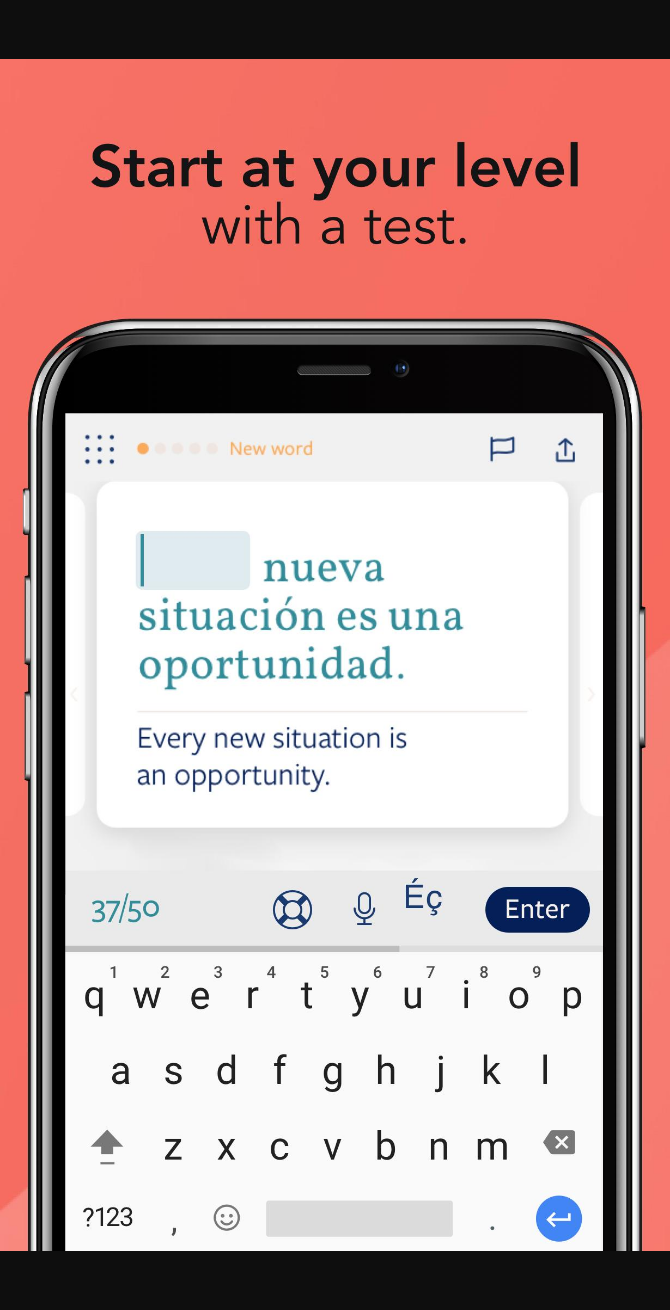 Start at your level
with a test.
New word
nueva
situación es una
oportunidad.
Every new situation is
an opportunity.
37/50
Éç
Enter
1 2 3 4 5 6 7 8 9
q w e r t y u i o p
a s d f g h j k l
z x c v b n m
?123 , .